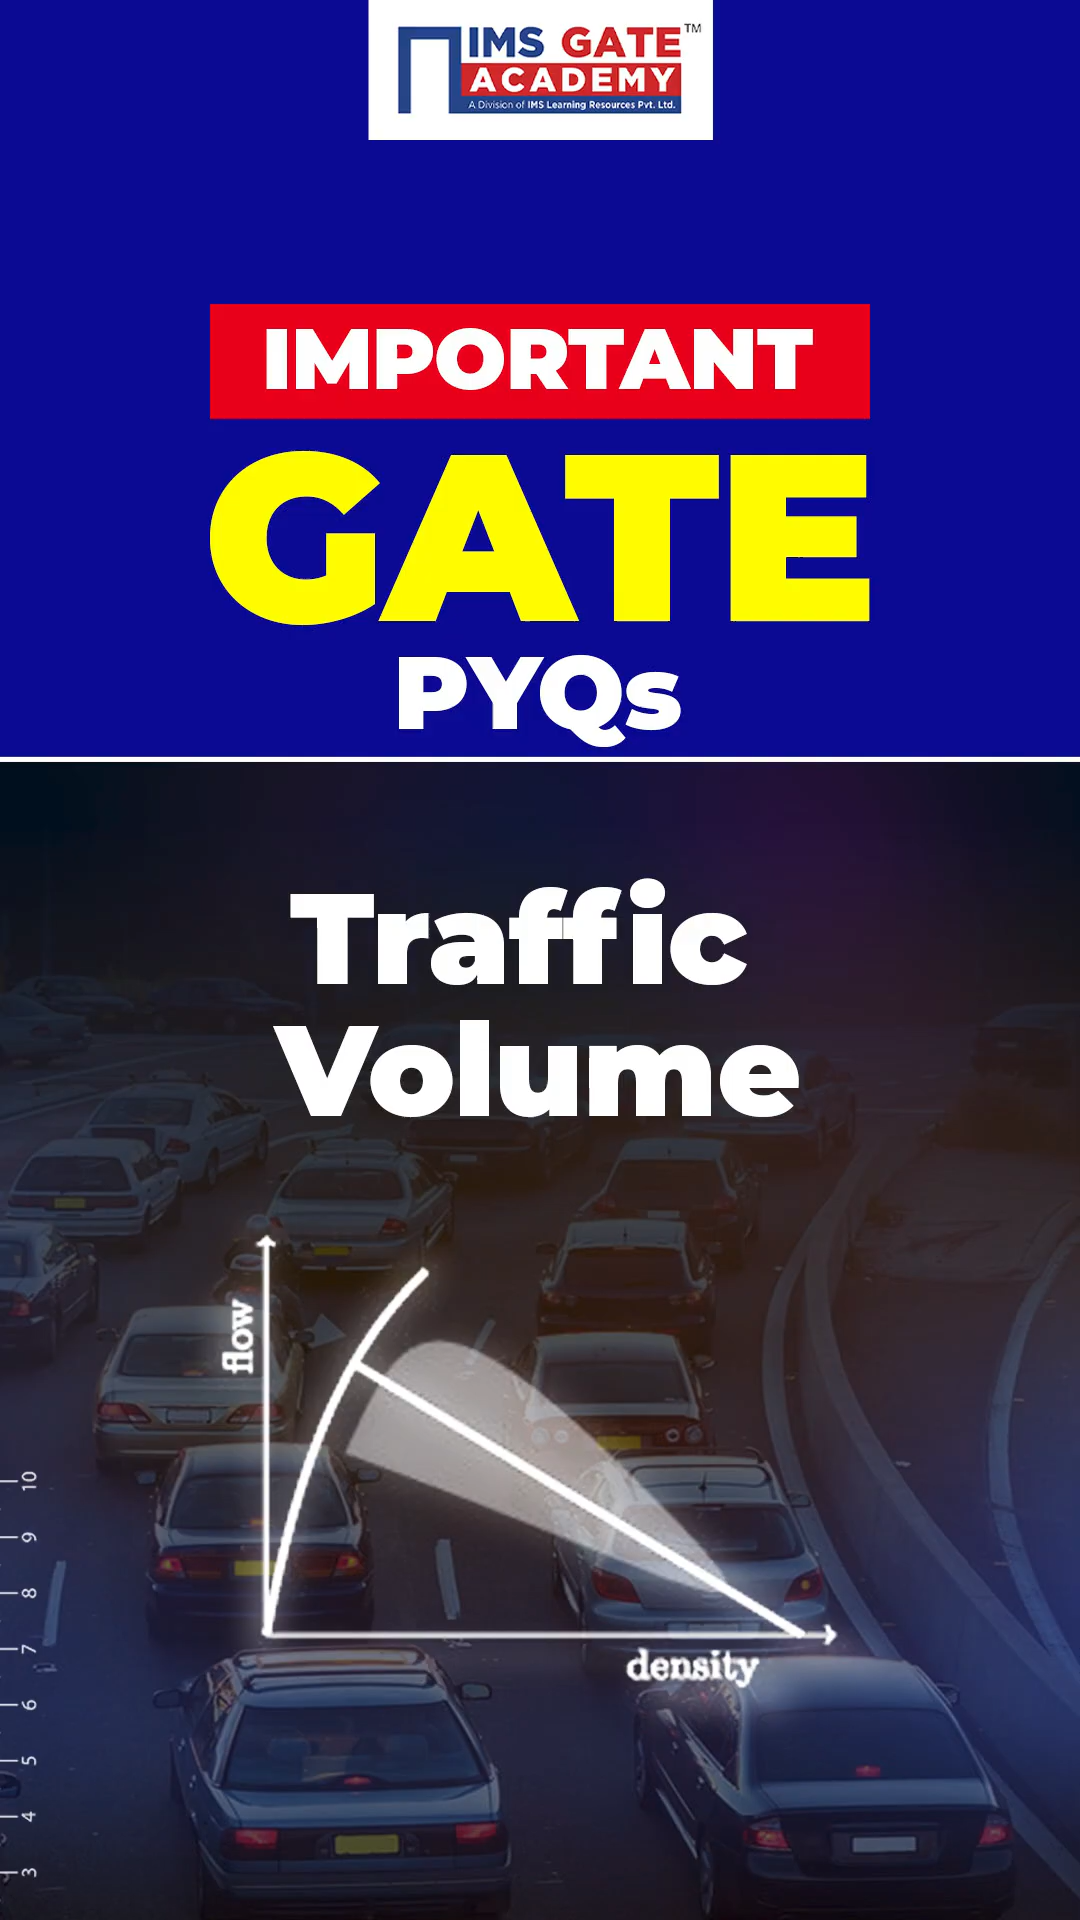 IMS GATE™
ACADEMY
A Division of IMS Learning Resources Pvt. Ltd.
IMPORTANT
GATE
PYQs
Traffic
Volume
flow
density
10
9
8
7
6
5
4
3